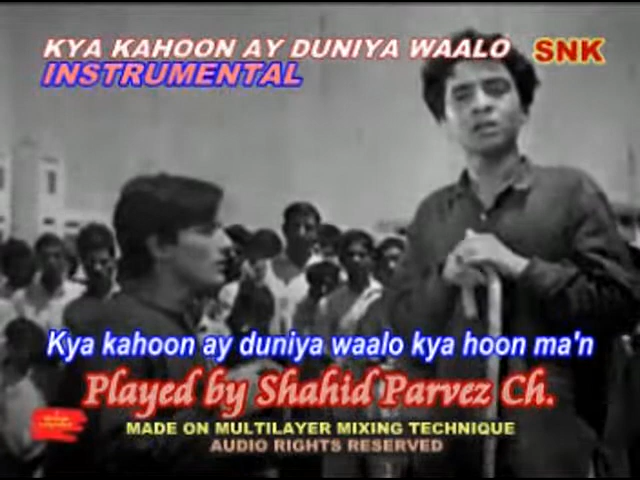 KYA KAHOON AY DUNIYA WAALO
SNK
INSTRUMENTAL
Kya kahoon ay duniya waalo kya hoon ma'n
Played by Shahid Parvez Ch.
MADE ON MULTILAYER MIXING TECHNIQUE
AUDIO RIGHTS RESERVED